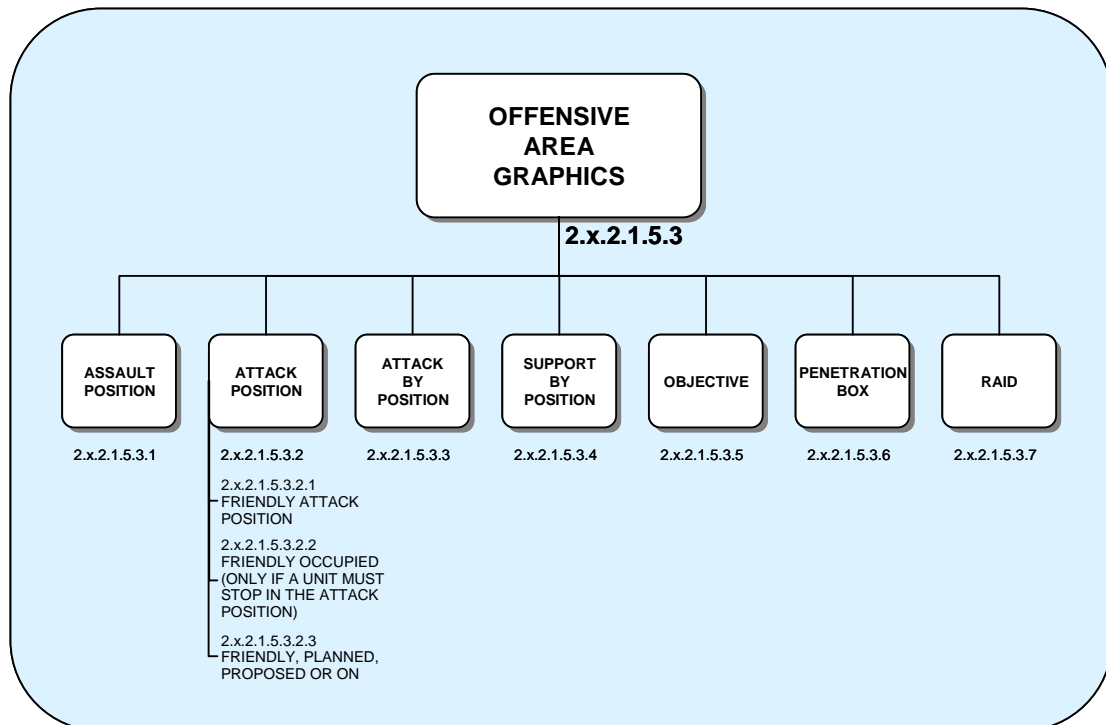 OFFENSIVE
AREA
GRAPHICS
2.x.2.1.5.3
ASSAULT
POSITION
2.x.2.1.5.3.1
ATTACK
POSITION
2.x.2.1.5.3.2
2.x.2.1.5.3.2.1
FRIENDLY ATTACK
POSITION
2.x.2.1.5.3.2.2
FRIENDLY OCCUPIED
(ONLY IF A UNIT MUST
STOP IN THE ATTACK
POSITION)
2.x.2.1.5.3.2.3
FRIENDLY, PLANNED,
PROPOSED OR ON
ATTACK
BY
POSITION
2.x.2.1.5.3.3
SUPPORT
BY
POSITION
2.x.2.1.5.3.4
OBJECTIVE
2.x.2.1.5.3.5
PENETRATION
BOX
2.x.2.1.5.3.6
RAID
2.x.2.1.5.3.7